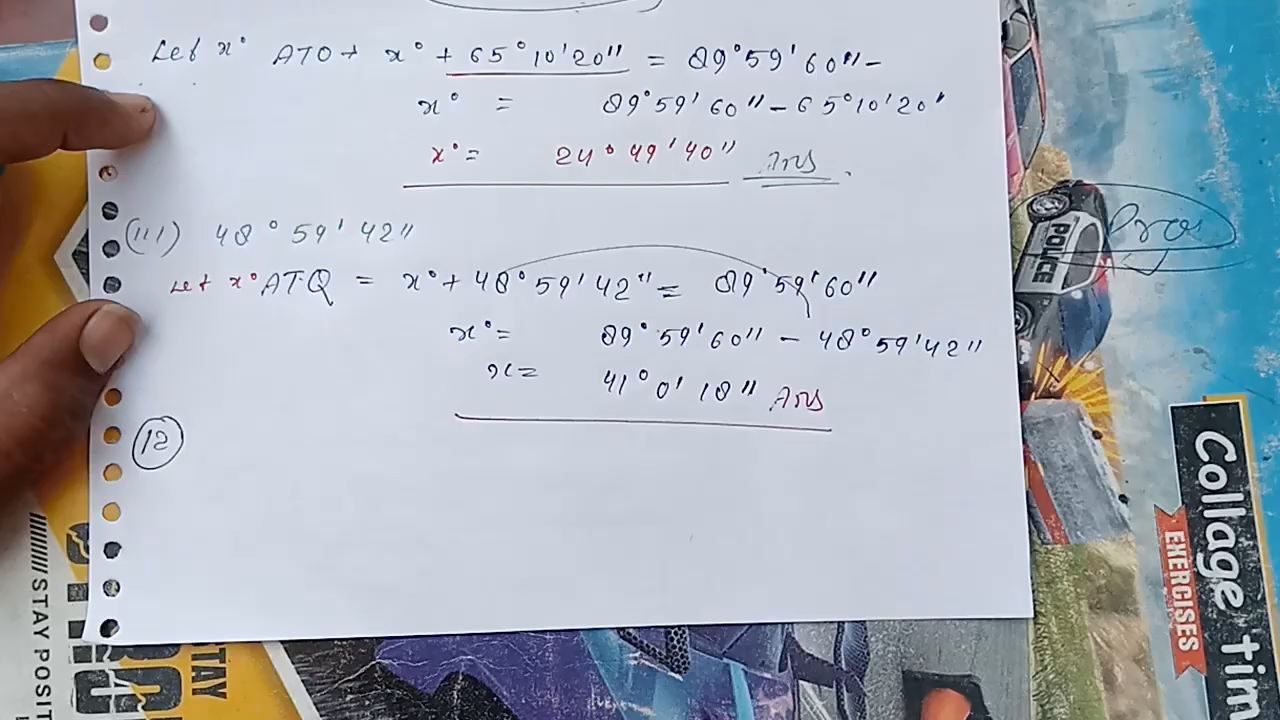 Let x° ATO + x° + 65°10'20" = 89°59'60" -
x° = 89°59'60" - 65°10'20'
x° = 24°49'40" Ans.
(III) 48°59'42"
Let x° ATQ = x° + 48°59'42" = 89°59'60"
x° = 89°59'60" - 48°59'42"
x = 41°0'18" Ans
(12)
POLICE
Collage tim
EXERCISES
STAY POSIT
STAY